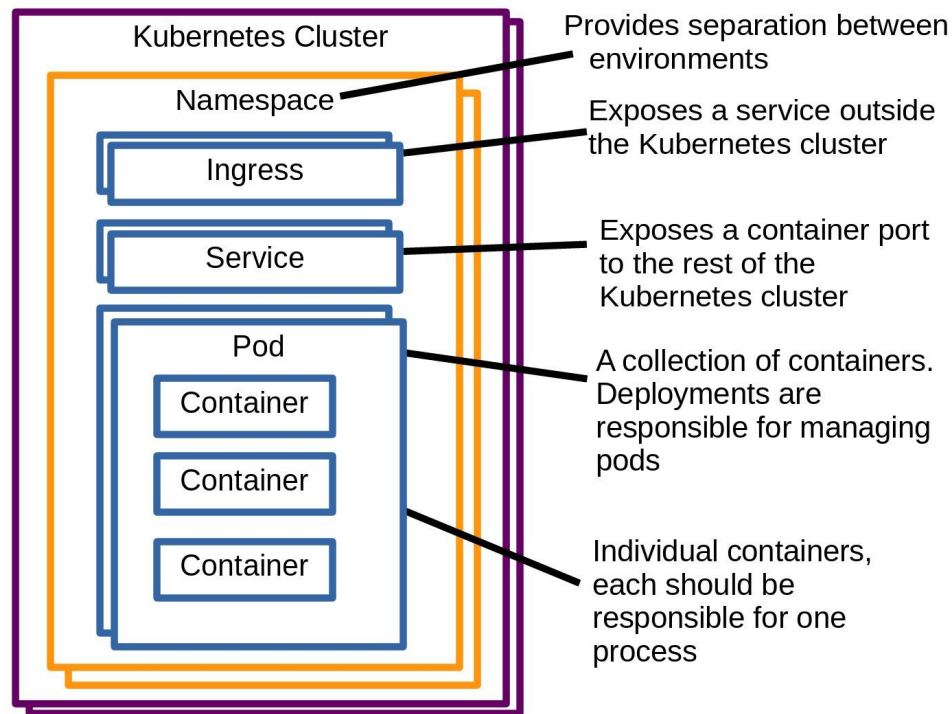 Kubernetes Cluster
Namespace
Ingress
Service
Pod
Container
Container
Container
Provides separation between
environments
Exposes a service outside
the Kubernetes cluster
Exposes a container port
to the rest of the
Kubernetes cluster
A collection of containers.
Deployments are
responsible for managing
pods
Individual containers,
each should be
responsible for one
process